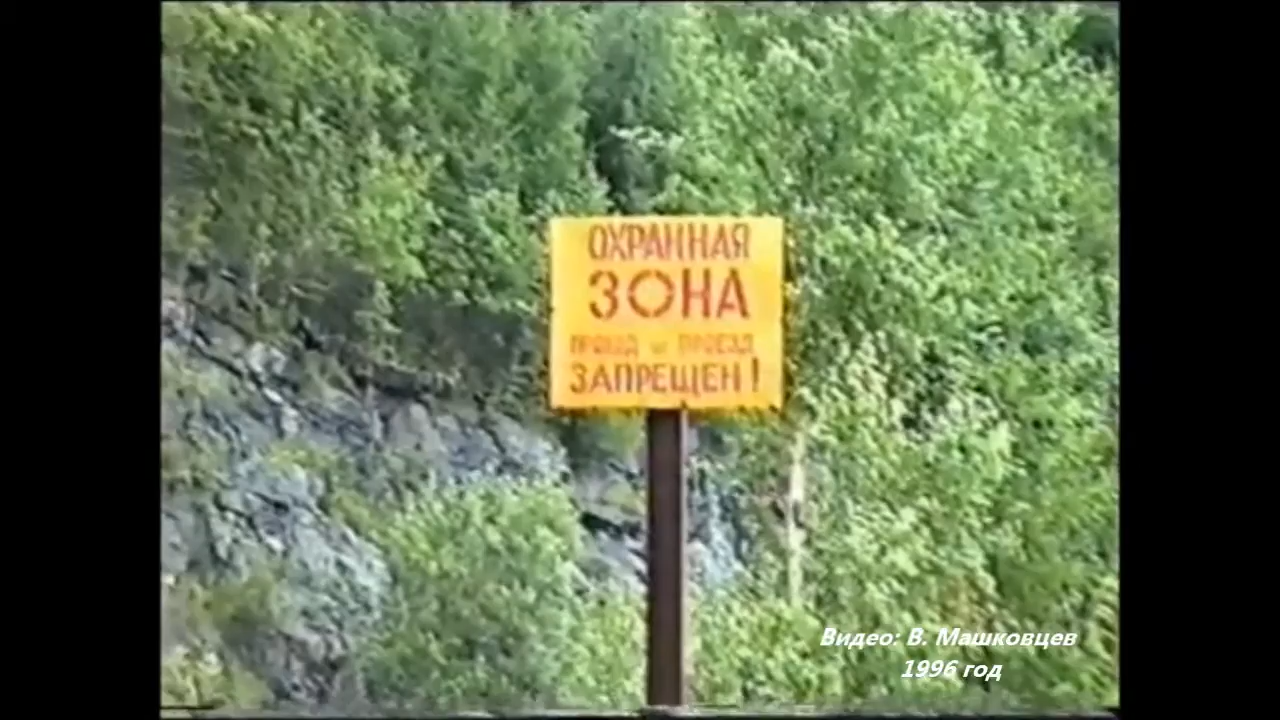 ОХРАННАЯ
ЗОНА
ПРОХОД и ПРОЕЗД
ЗАПРЕЩЕН!
Видео: В. Машковцев
1996 год